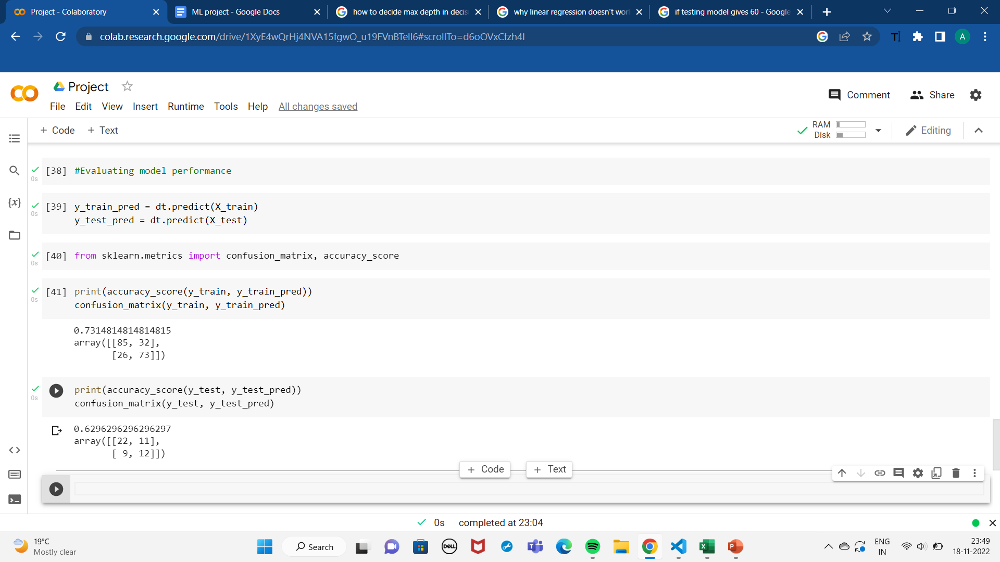 Project - Colaboratory
ML project - Google Docs
how to decide max depth in decisi
why linear regression doesn't wor
if testing model gives 60 - Google
colab.research.google.com/drive/1XyE4wQrHj4NVA15fgwO_u19FVnBTell6#scrollTo=d6oOVxCfzh4I
A
Project
File Edit View Insert Runtime Tools Help All changes saved
Comment
Share
+ Code + Text
RAM
Disk
Editing
[38] #Evaluating model performance
0s
[39] y_train_pred = dt.predict(X_train)
0s
y_test_pred = dt.predict(X_test)
[40] from sklearn.metrics import confusion_matrix, accuracy_score
0s
[41] print(accuracy_score(y_train, y_train_pred))
0s
confusion_matrix(y_train, y_train_pred)
0.7314814814814815
array([[85, 32],
[26, 73]])
print(accuracy_score(y_test, y_test_pred))
0s
confusion_matrix(y_test, y_test_pred)
0.6296296296296297
array([[22, 11],
[ 9, 12]])
+ Code + Text
0s completed at 23:04
19°C
Mostly clear
Search
DELL
ENG
IN
23:49
18-11-2022